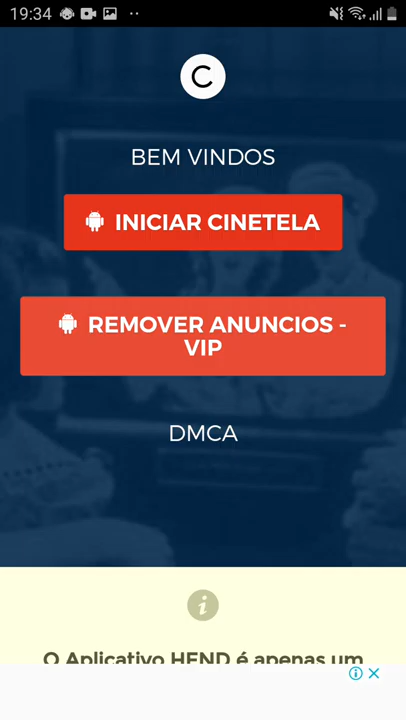 19:34
C
BEM VINDOS
INICIAR CINETELA
REMOVER ANUNCIOS -
VIP
DMCA
O Aplicativo HEND é apenas um